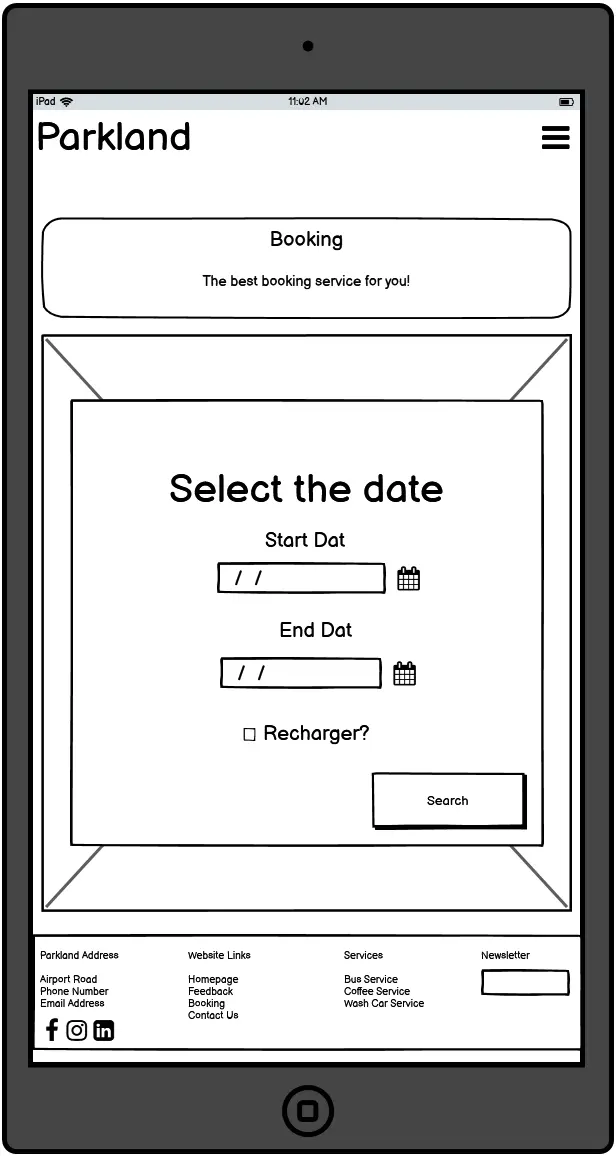 iPad
11:02 AM
Parkland
Booking
The best booking service for you!
Select the date
Start Dat
/ /
End Dat
/ /
Recharger?
Search
Parkland Address
Airport Road
Phone Number
Email Address
Website Links
Homepage
Feedback
Booking
Contact Us
Services
Bus Service
Coffee Service
Wash Car Service
Newsletter